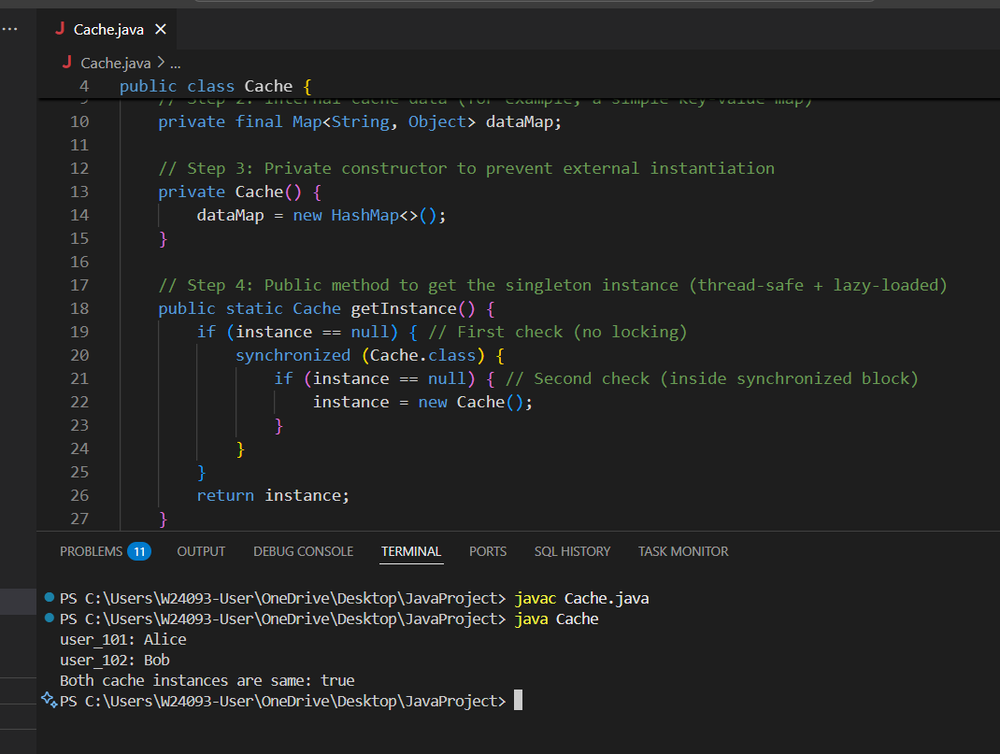 J Cache.java ✕
J Cache.java > ...
4 public class Cache {
// Step 2: Internal cache data (for example, a simple key-value map)
10 private final Map<String, Object> dataMap;
11
12 // Step 3: Private constructor to prevent external instantiation
13 private Cache() {
14 dataMap = new HashMap<>();
15 }
16
17 // Step 4: Public method to get the singleton instance (thread-safe + lazy-loaded)
18 public static Cache getInstance() {
19 if (instance == null) { // First check (no locking)
20 synchronized (Cache.class) {
21 if (instance == null) { // Second check (inside synchronized block)
22 instance = new Cache();
23 }
24 }
25 }
26 return instance;
27 }
PROBLEMS 11 OUTPUT DEBUG CONSOLE TERMINAL PORTS SQL HISTORY TASK MONITOR
PS C:\Users\W24093-User\OneDrive\Desktop\JavaProject> javac Cache.java
PS C:\Users\W24093-User\OneDrive\Desktop\JavaProject> java Cache
user_101: Alice
user_102: Bob
Both cache instances are same: true
PS C:\Users\W24093-User\OneDrive\Desktop\JavaProject>